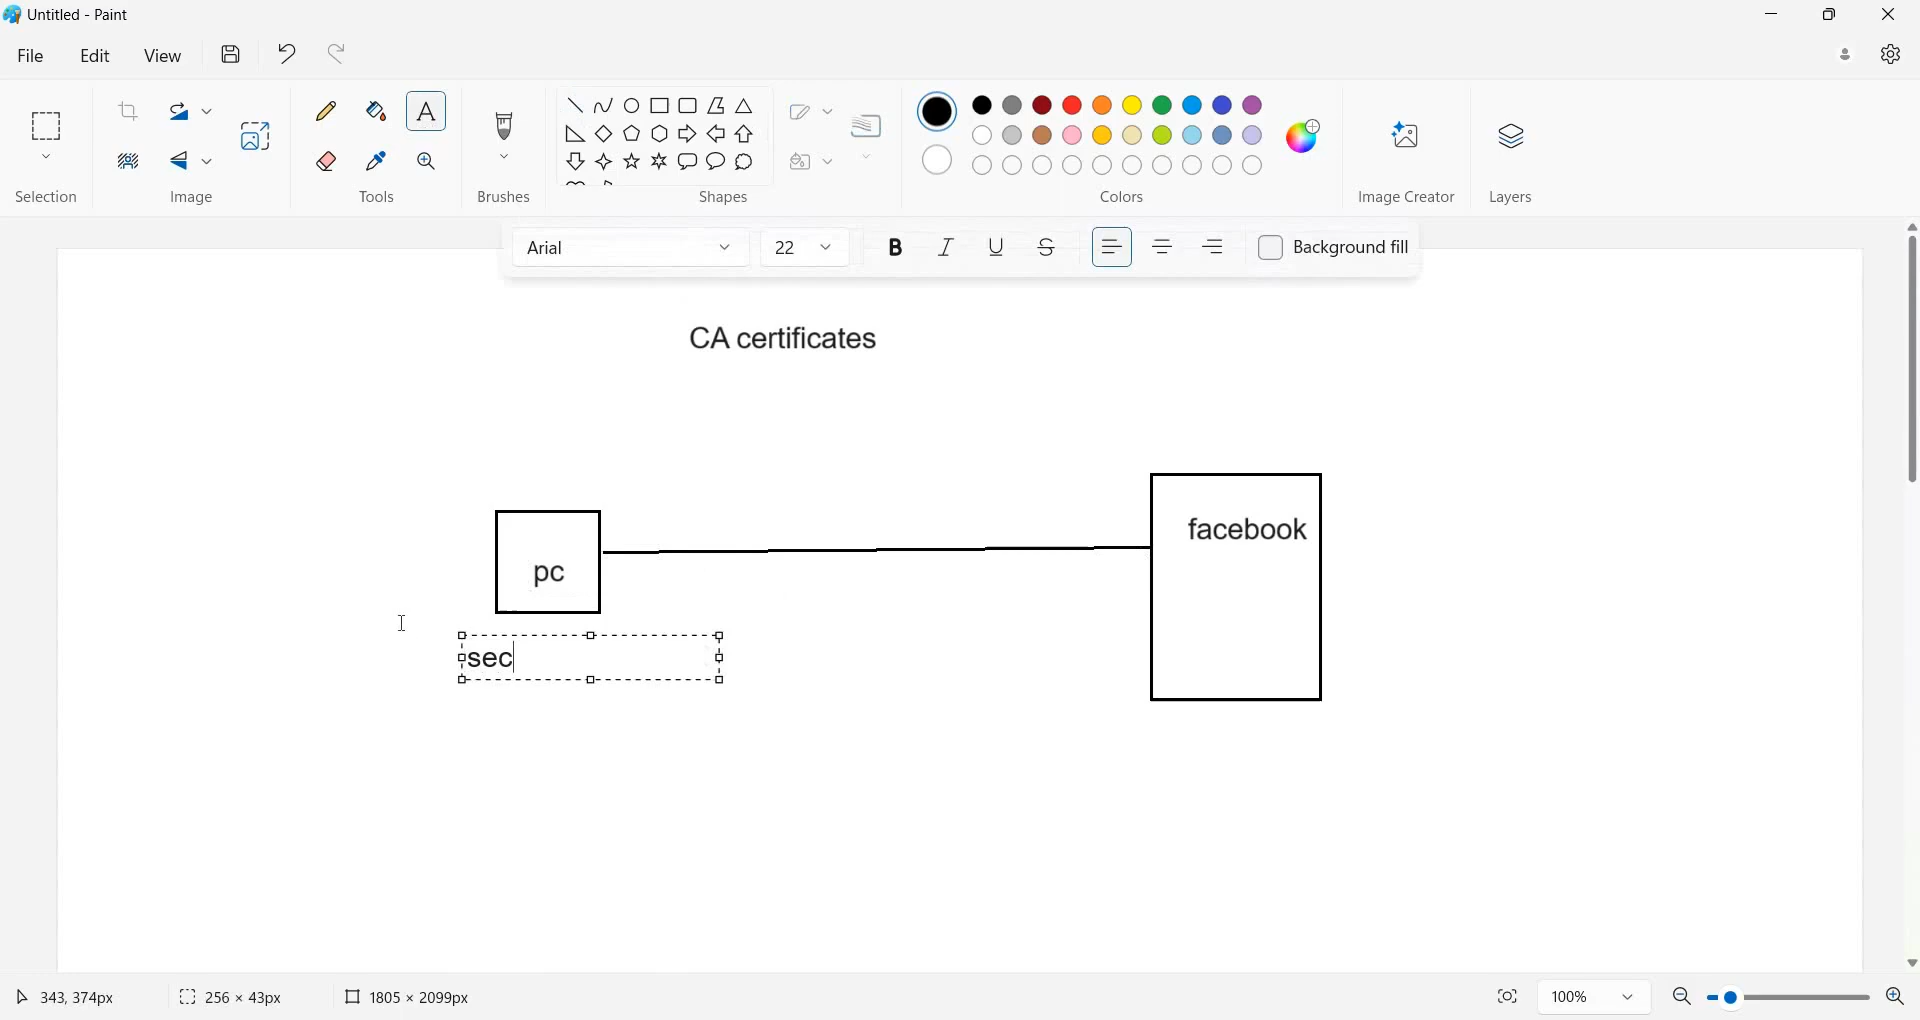 Untitled - Paint
File Edit View
Selection Image Tools Brushes Shapes Colors Image Creator Layers
Arial 22 B I U S Background fill
CA certificates
facebook
pc
sec
343, 374px 256 × 43px 1805 × 2099px 100%